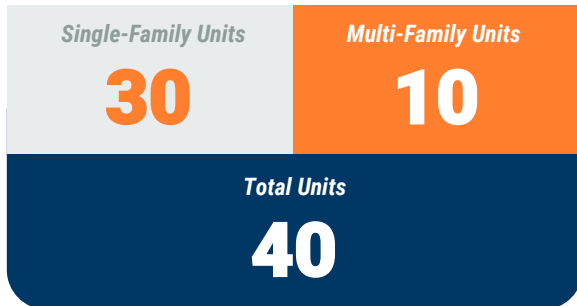 Single-Family Units
Multi-Family Units
30
10
Total Units
40